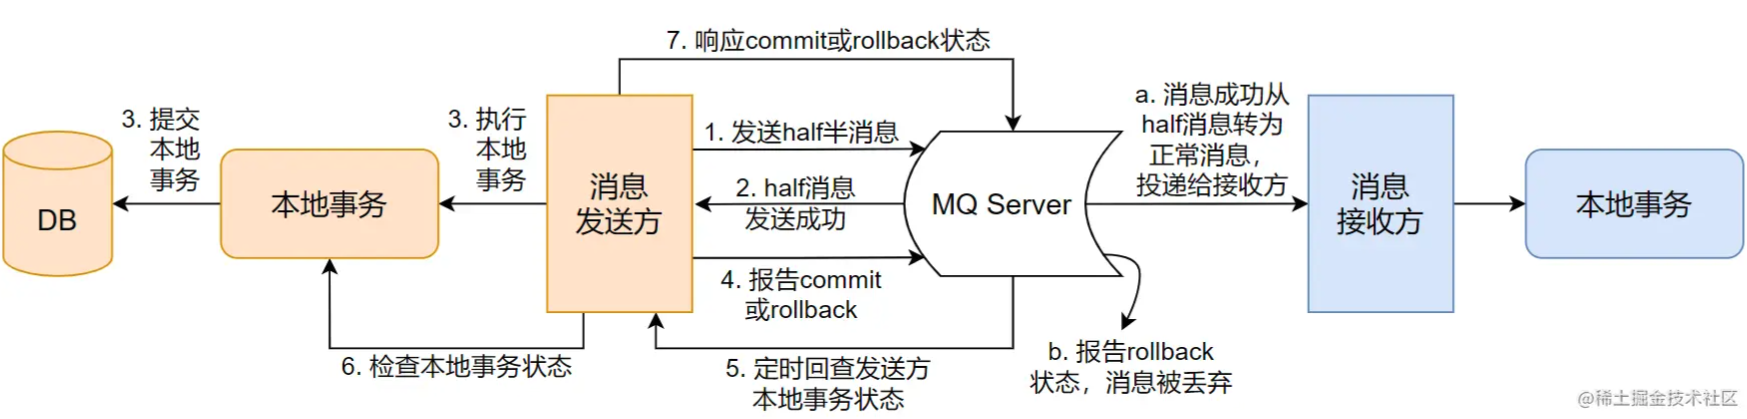 7. 响应commit或rollback状态
3. 提交
本地
事务
3. 执行
本地
事务
1. 发送half半消息
a. 消息成功从
half消息转为
正常消息，
投递给接收方
DB
本地事务
消息
发送方
2. half消息
发送成功
MQ Server
消息
接收方
本地事务
4. 报告commit
或rollback
6. 检查本地事务状态
5. 定时回查发送方
本地事务状态
b. 报告rollback
状态，消息被丢弃
@稀土掘金技术社区